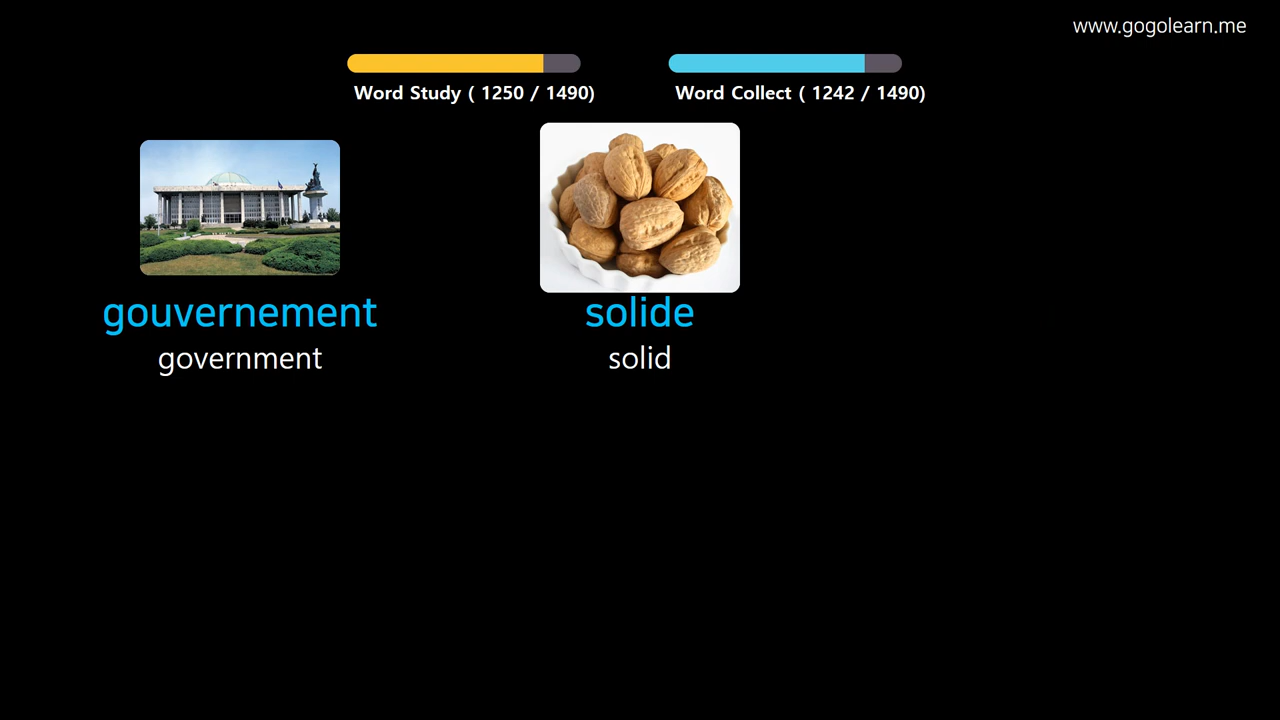 www.gogolearn.me
Word Study ( 1250 / 1490)
Word Collect ( 1242 / 1490)
gouvernement
government
solide
solid